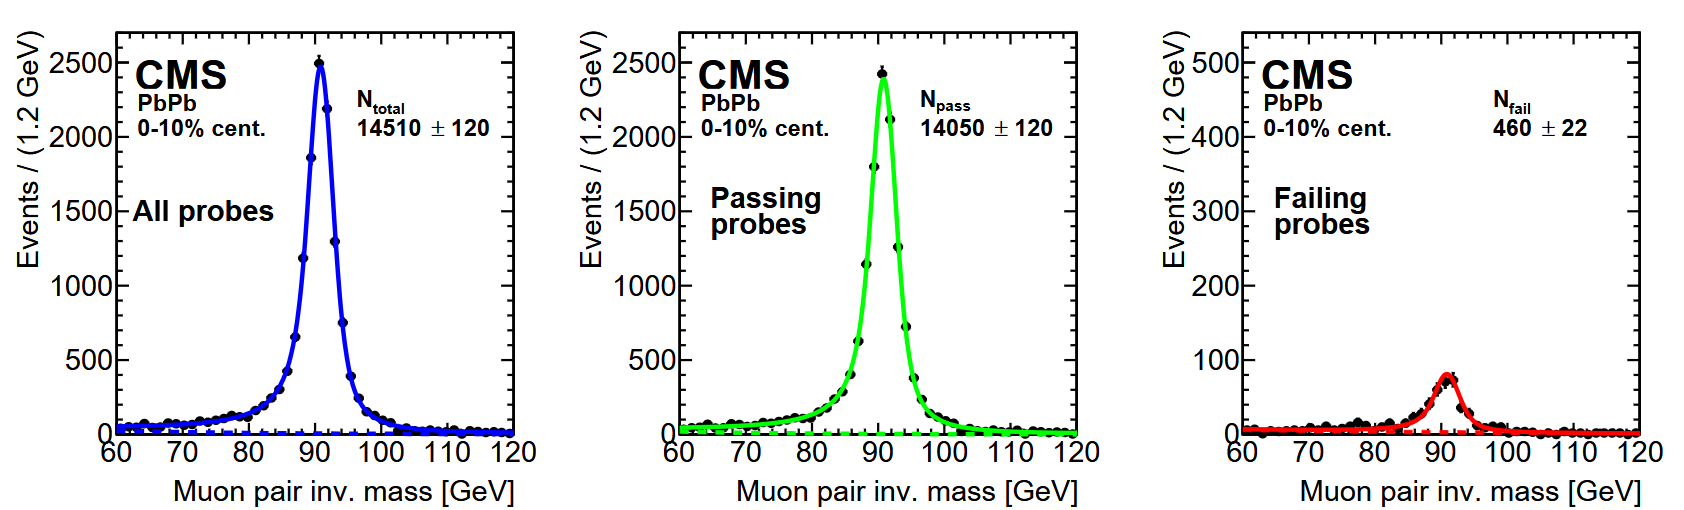 Events / (1.2 GeV)
2500
2000
1500
1000
500
0
CMS
PbPb
0-10% cent.
N_total
14510 ± 120
All probes
60 70 80 90 100 110 120
Muon pair inv. mass [GeV]
Events / (1.2 GeV)
2500
2000
1500
1000
500
0
CMS
PbPb
0-10% cent.
N_pass
14050 ± 120
Passing
probes
60 70 80 90 100 110 120
Muon pair inv. mass [GeV]
Events / (1.2 GeV)
500
400
300
200
100
0
CMS
PbPb
0-10% cent.
N_fail
460 ± 22
Failing
probes
60 70 80 90 100 110 120
Muon pair inv. mass [GeV]